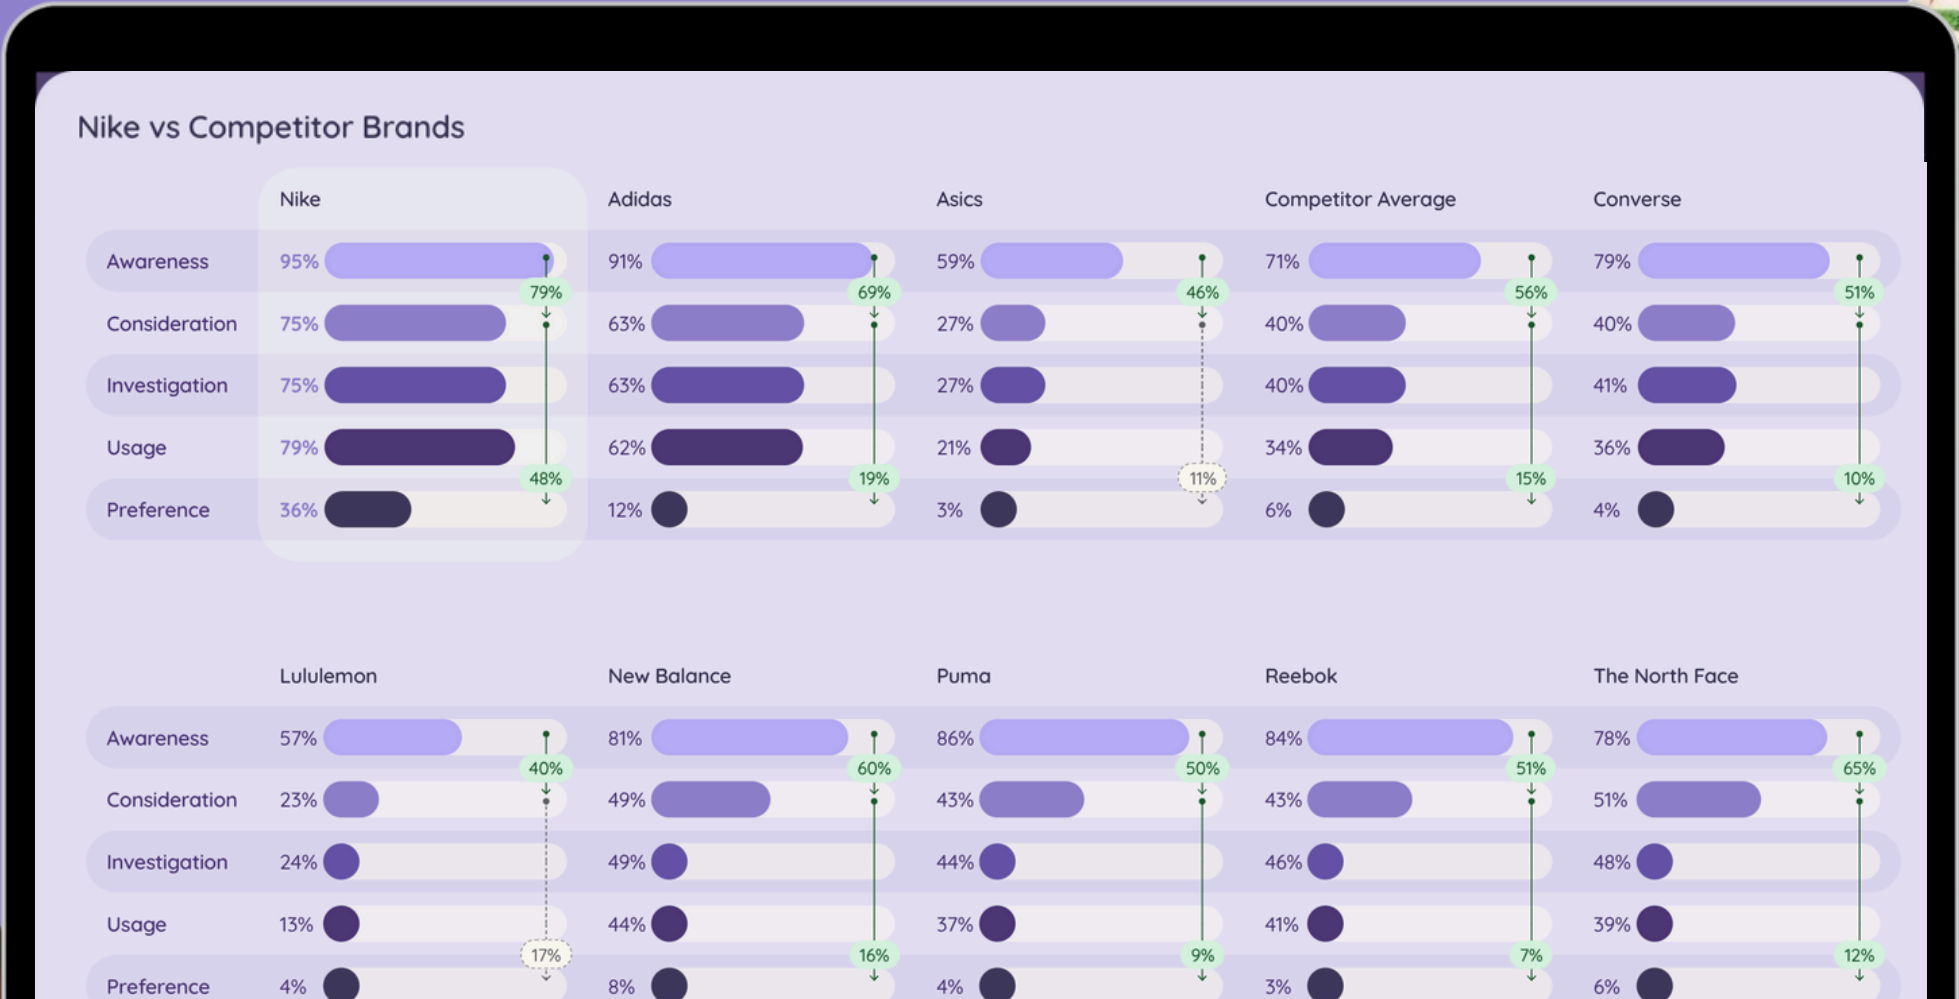 Nike vs Competitor Brands
Nike Adidas Asics Competitor Average Converse
Awareness 95% 91% 59% 71% 79%
79% 69% 46% 56% 51%
Consideration 75% 63% 27% 40% 40%
Investigation 75% 63% 27% 40% 41%
Usage 79% 62% 21% 34% 36%
48% 19% 11% 15% 10%
Preference 36% 12% 3% 6% 4%
Lululemon New Balance Puma Reebok The North Face
Awareness 57% 81% 86% 84% 78%
40% 60% 50% 51% 65%
Consideration 23% 49% 43% 43% 51%
Investigation 24% 49% 44% 46% 48%
Usage 13% 44% 37% 41% 39%
17% 16% 9% 7% 12%
Preference 4% 8% 4% 3% 6%